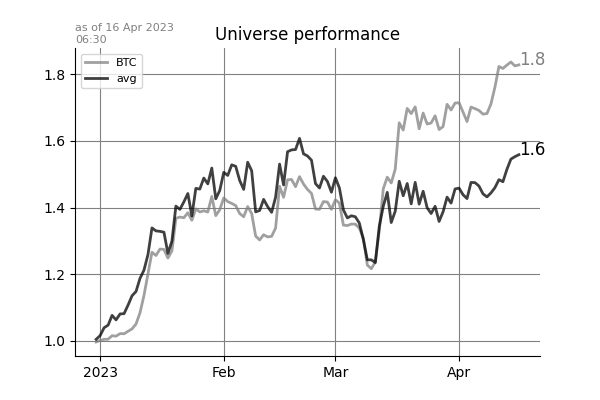 as of 16 Apr 2023
06:30
Universe performance
BTC
avg
1.8
1.6
1.8
1.6
1.4
1.2
1.0
2023
Feb
Mar
Apr